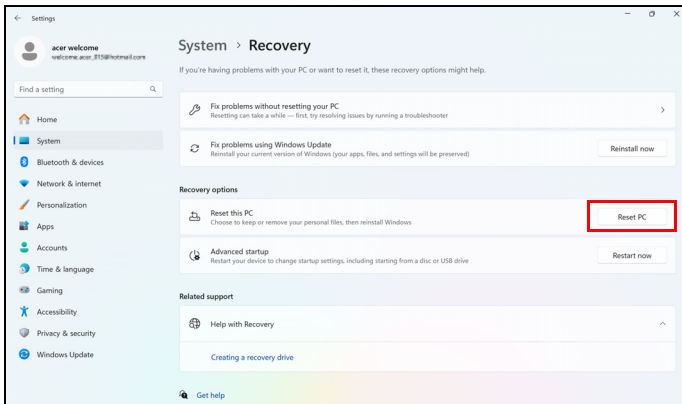 Settings
acer welcome
welcome.acer_815@hotmail.com
Find a setting
Home
System
Bluetooth & devices
Network & internet
Personalization
Apps
Accounts
Time & language
Gaming
Accessibility
Privacy & security
Windows Update
System > Recovery
If you're having problems with your PC or want to reset it, these recovery options might help.
Fix problems without resetting your PC
Resetting can take a while — first, try resolving issues by running a troubleshooter
Fix problems using Windows Update
Reinstall your current version of Windows (your apps, files, and settings will be preserved)
Reinstall now
Recovery options
Reset this PC
Choose to keep or remove your personal files, then reinstall Windows
Reset PC
Advanced startup
Restart your device to change startup settings, including starting from a disc or USB drive
Restart now
Related support
Help with Recovery
Creating a recovery drive
Get help